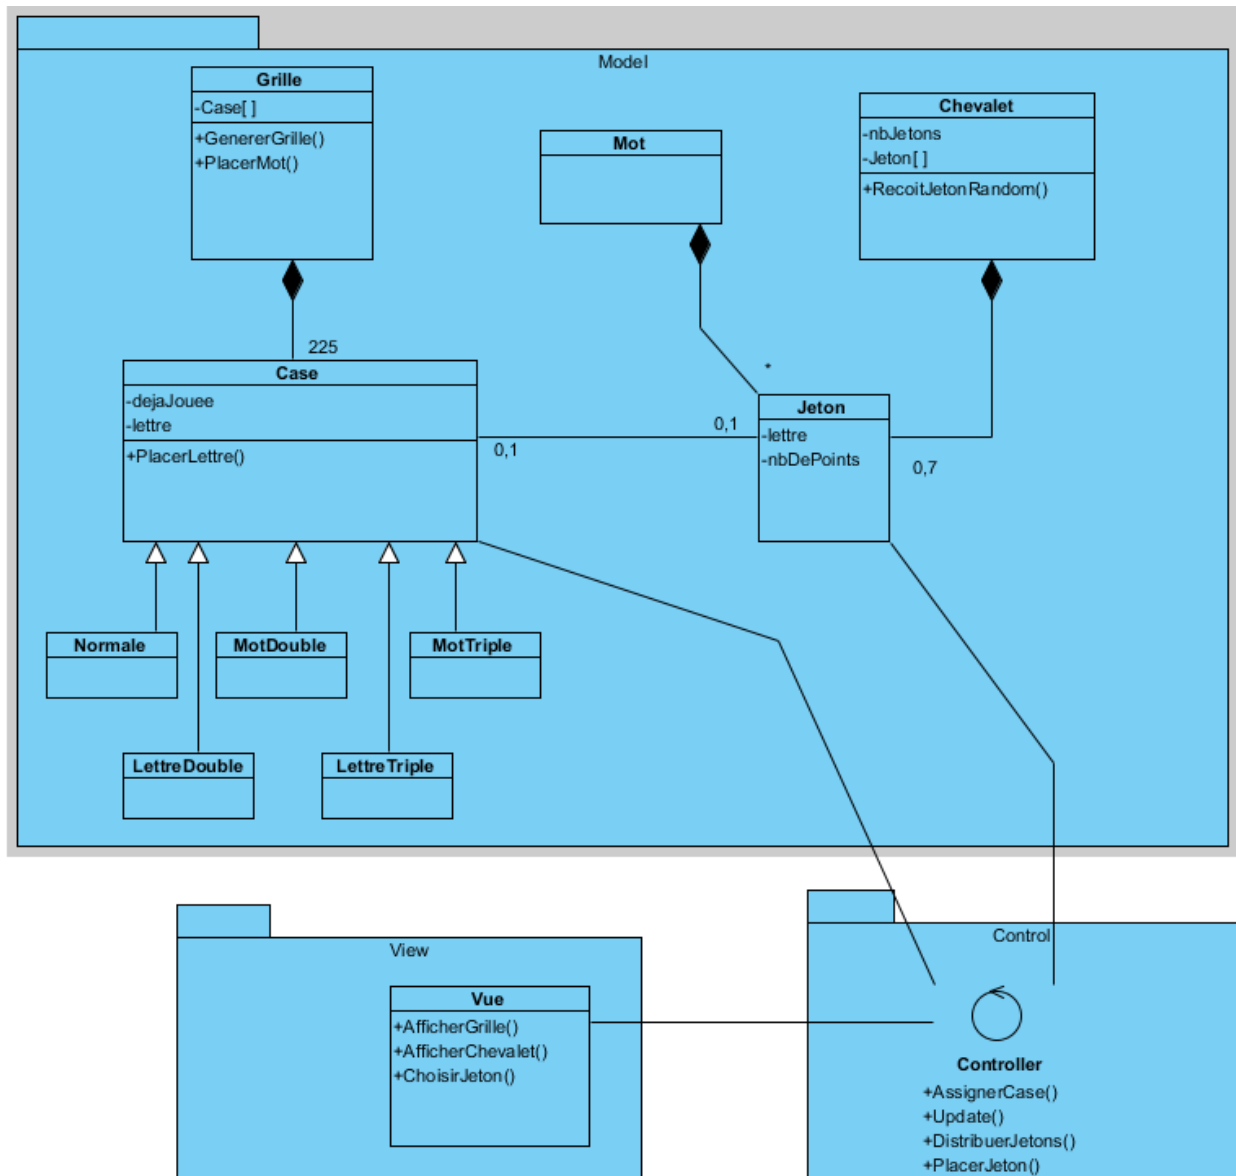 Model
Grille
-Case[ ]
+GenererGrille()
+PlacerMot()
Mot
Chevalet
-nbJetons
-Jeton[ ]
+RecoitJetonRandom()
225
Case
-dejaJouee
-lettre
+PlacerLettre()
0,1
0,1
*
Jeton
-lettre
-nbDePoints
0,7
Normale
MotDouble
MotTriple
LettreDouble
LettreTriple
View
Vue
+AfficherGrille()
+AfficherChevalet()
+ChoisirJeton()
Control
Controller
+AssignerCase()
+Update()
+DistribuerJetons()
+PlacerJeton()